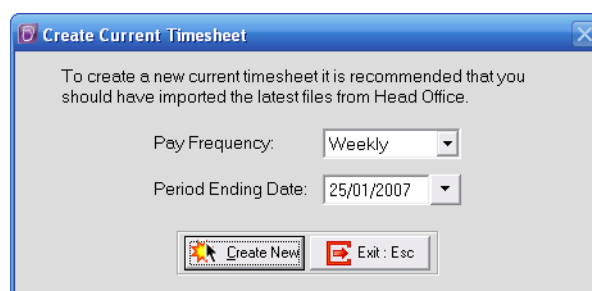 Create Current Timesheet
To create a new current timesheet it is recommended that you
should have imported the latest files from Head Office.
Pay Frequency: Weekly
Period Ending Date: 25/01/2007
Create New Exit : Esc